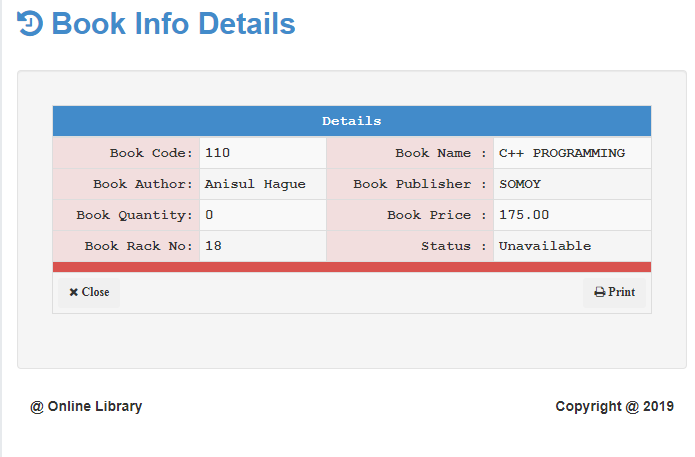 Book Info Details
Details
Book Code: 110 Book Name : C++ PROGRAMMING
Book Author: Anisul Hague Book Publisher : SOMOY
Book Quantity: 0 Book Price : 175.00
Book Rack No: 18 Status : Unavailable
Close Print
@ Online Library Copyright @ 2019